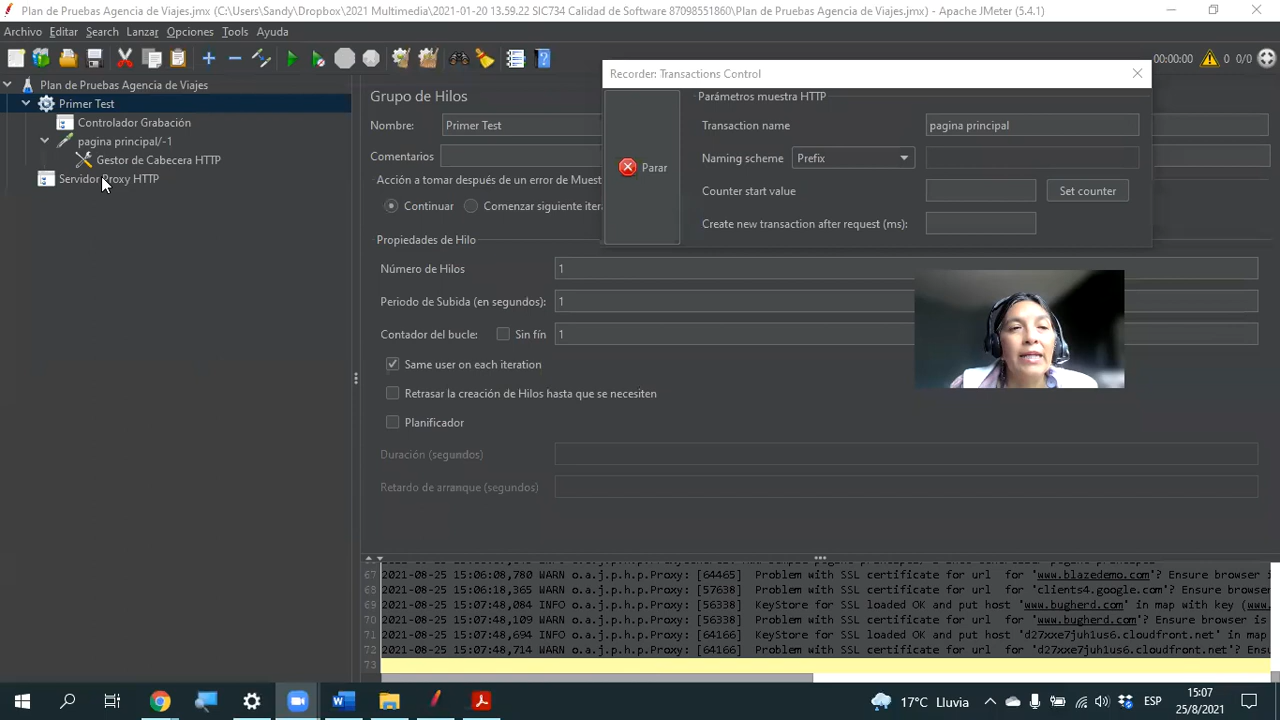 Plan de Pruebas Agencia de Viajes.jmx (C:\Users\Sandy\Dropbox\2021 Multimedia\2021-01-20 13.59.22 SIC734 Calidad de Software 87098551860\Plan de Pruebas Agencia de Viajes.jmx) - Apache JMeter (5.4.1)
Archivo Editar Search Lanzar Opciones Tools Ayuda
00:00:00 0 0/0
Plan de Pruebas Agencia de Viajes
Primer Test
Controlador Grabación
pagina principal/-1
Gestor de Cabecera HTTP
Servidor Proxy HTTP
Grupo de Hilos
Nombre: Primer Test
Comentarios
Acción a tomar después de un error de Muest
Continuar Comenzar siguiente itera
Propiedades de Hilo
Número de Hilos 1
Periodo de Subida (en segundos): 1
Contador del bucle: Sin fín 1
Same user on each iteration
Retrasar la creación de Hilos hasta que se necesiten
Planificador
Duración (segundos)
Retardo de arranque (segundos)
Recorder: Transactions Control
Parar
Parámetros muestra HTTP
Transaction name pagina principal
Naming scheme Prefix
Counter start value Set counter
Create new transaction after request (ms):
67 2021-08-25 15:06:08,780 WARN o.a.j.p.h.p.Proxy: [64465] Problem with SSL certificate for url for 'www.blazedemo.com'? Ensure browser is
68 2021-08-25 15:06:18,365 WARN o.a.j.p.h.p.Proxy: [57638] Problem with SSL certificate for url for 'clients4.google.com'? Ensure browser
69 2021-08-25 15:07:48,084 INFO o.a.j.p.h.p.Proxy: [56338] KeyStore for SSL loaded OK and put host 'www.bugherd.com' in map with key (www.
70 2021-08-25 15:07:48,109 WARN o.a.j.p.h.p.Proxy: [56338] Problem with SSL certificate for url for 'www.bugherd.com'? Ensure browser is
71 2021-08-25 15:07:48,694 INFO o.a.j.p.h.p.Proxy: [64166] KeyStore for SSL loaded OK and put host 'd27xxe7juh1us6.cloudfront.net' in map
72 2021-08-25 15:07:48,714 WARN o.a.j.p.h.p.Proxy: [64166] Problem with SSL certificate for url for 'd27xxe7juh1us6.cloudfront.net'? Ensu
73
17°C Lluvia ESP 15:07
25/8/2021